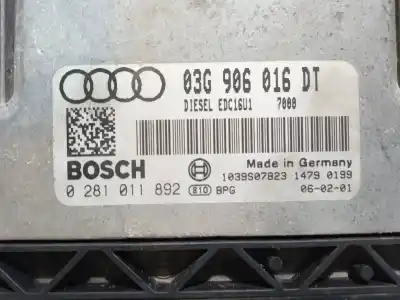 03G 906 016 DT
DIESEL EDC16U1 7000
BOSCH
Made in Germany
0 281 011 892 E10 BPG
1039S07823 1479 0199
06-02-01